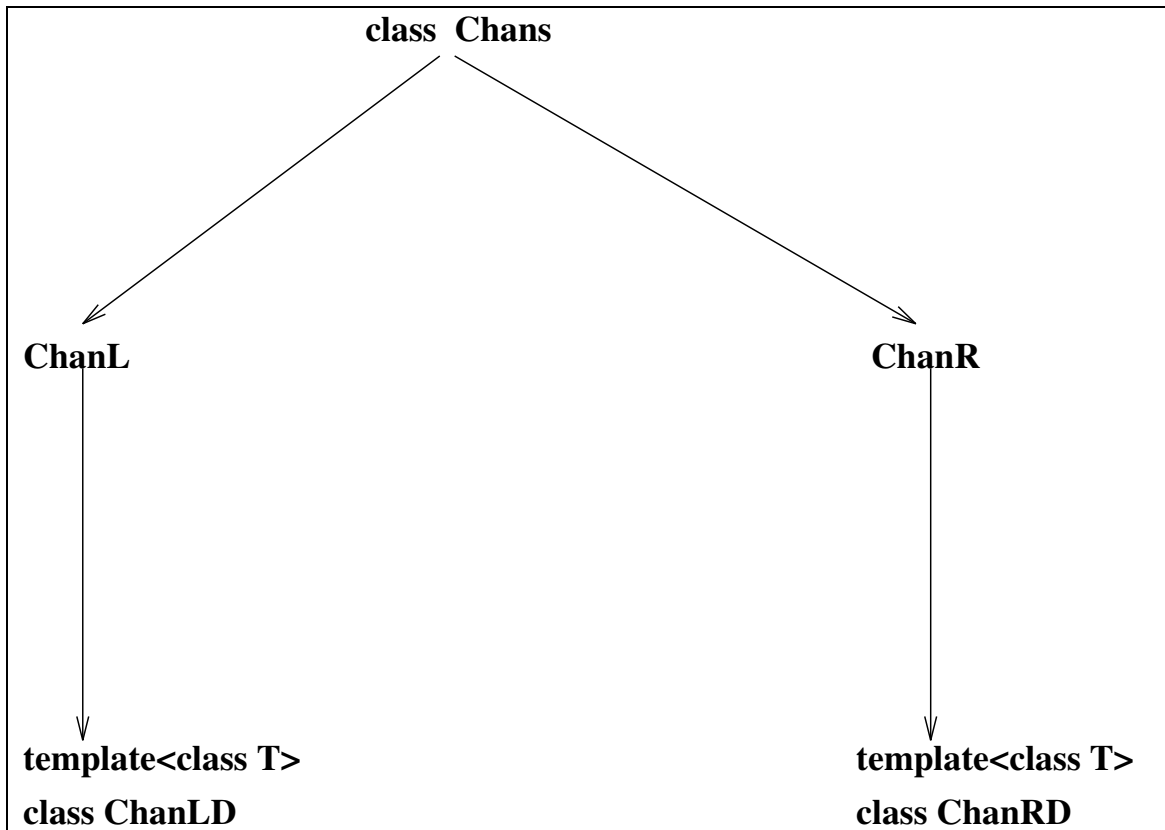 class Chans
ChanL
ChanR
template<class T>
class ChanLD
template<class T>
class ChanRD